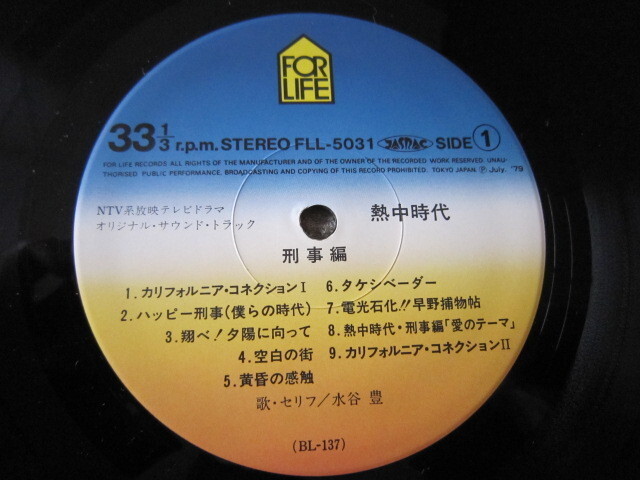 FOR
LIFE
33 1/3 r.p.m. STEREO FLL-5031 JASRAC SIDE 1
FOR LIFE RECORDS ALL RIGHTS OF THE MANUFACTURER AND OF THE OWNER OF THE RECORDED WORK RESERVED. UNAU-
THORISED PUBLIC PERFORMANCE, BROADCASTING AND COPYING OF THIS RECORD PROHIBITED. TOKYO JAPAN. Ⓟ July. '79
NTV系放映テレビドラマ
オリジナル・サウンド・トラック
熱中時代
刑事編
1. カリフォルニア・コネクションI
2. ハッピー刑事(僕らの時代)
3. 翔べ!夕陽に向って
4. 空白の街
5. 黄昏の感触
6. タケシベーダー
7. 電光石化!!早野捕物帖
8. 熱中時代・刑事編「愛のテーマ」
9. カリフォルニア・コネクションII
歌・セリフ/水谷 豊
(BL-137)